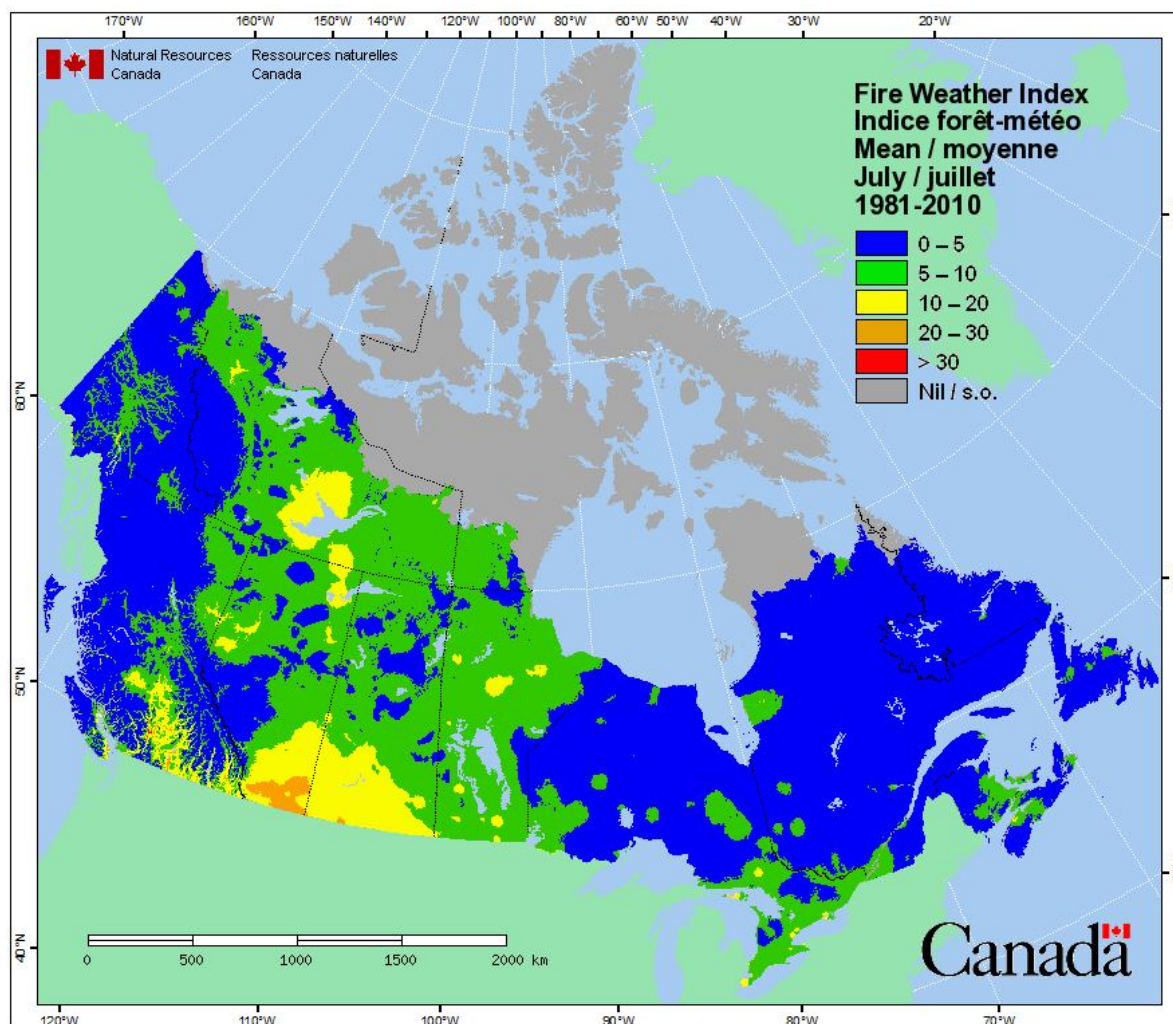 170°W 160°W 150°W 140°W 120°W 100°W 80°W 60°W 50°W 40°W 30°W 20°W
Natural Resources Ressources naturelles
Canada Canada
Fire Weather Index
Indice forêt-météo
Mean / moyenne
July / juillet
1981-2010
0 – 5
5 – 10
10 – 20
20 – 30
> 30
Nil / s.o.
60°N
50°N
40°N
0 500 1000 1500 2000 km
Canada
120°W 110°W 100°W 90°W 80°W 70°W